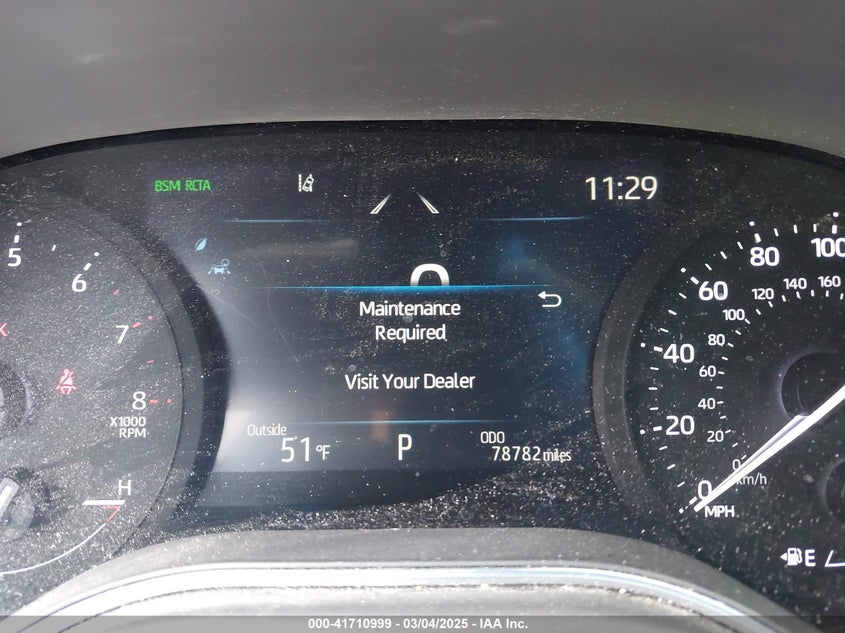 BSM RCTA
11:29
5
6
7
8
X1000
RPM
H
0
Maintenance
Required
Visit Your Dealer
Outside
51°F
P
ODO
78782 miles
100
80
60
40
20
0
MPH
160
140
120
100
80
60
40
20
0
km/h
E
000-41710999 - 03/04/2025 - IAA Inc.